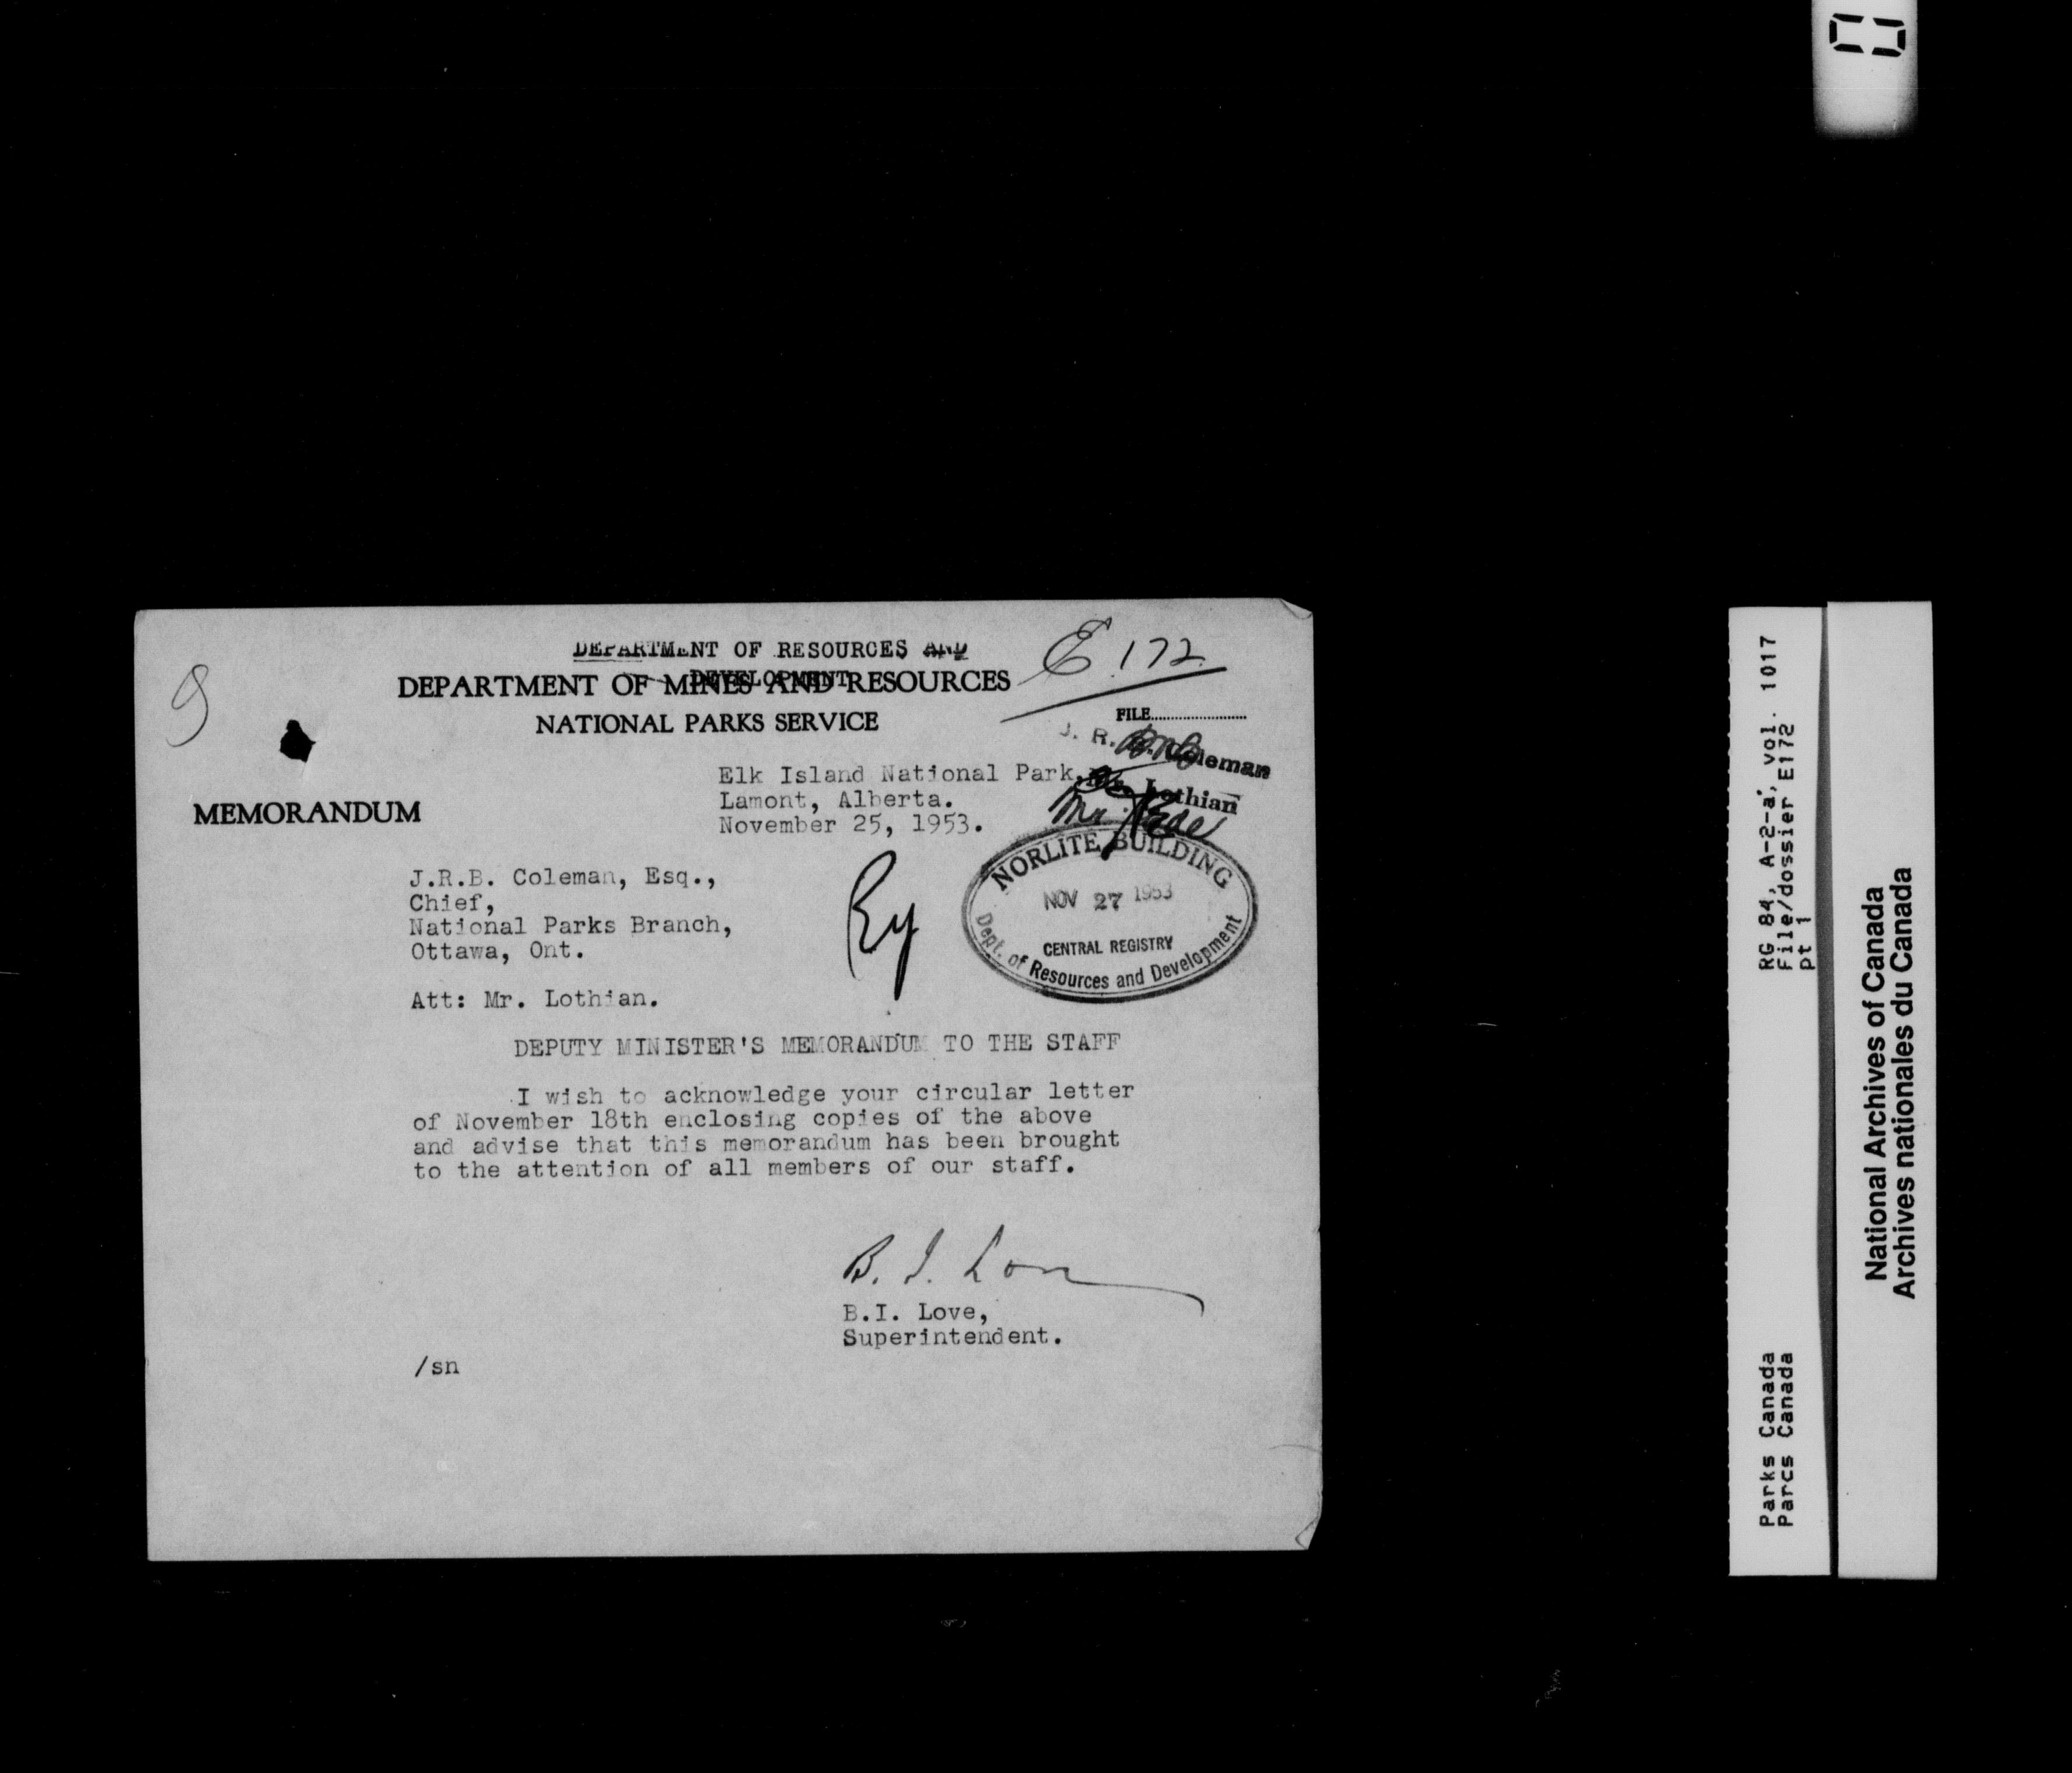 DEPARTMENT OF RESOURCES AND
DEVELOPMENT
DEPARTMENT OF MINES AND RESOURCES
NATIONAL PARKS SERVICE
E.172
FILE........................
J. R. B. Coleman
Mr. Lothian
Mr.
9
MEMORANDUM
Elk Island National Park,
Lamont, Alberta.
November 25, 1953.
NORLITE BUILDING
NOV 27 1953
CENTRAL REGISTRY
Dept. of Resources and Development
J.R.B. Coleman, Esq.,
Chief,
National Parks Branch,
Ottawa, Ont.
Att: Mr. Lothian.
DEPUTY MINISTER'S MEMORANDUM TO THE STAFF
I wish to acknowledge your circular letter
of November 18th enclosing copies of the above
and advise that this memorandum has been brought
to the attention of all members of our staff.
B. I. Love
B.I. Love,
Superintendent.
/sn
RG 84, A-2-a, vol. 1017
File/dossier E172
pt 1
Parks Canada
Parcs Canada
National Archives of Canada
Archives nationales du Canada